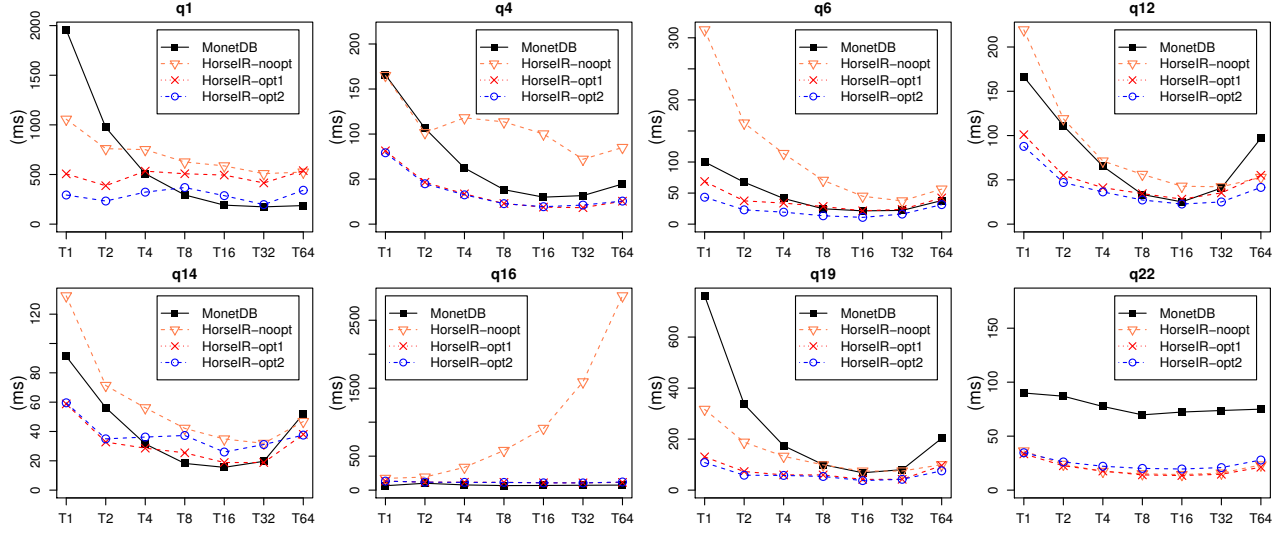 q1
2000
1500
1000
500
0
(ms)
MonetDB
HorseIR−noopt
HorseIR−opt1
HorseIR−opt2
T1 T2 T4 T8 T16 T32 T64
q4
200
150
100
50
0
(ms)
MonetDB
HorseIR−noopt
HorseIR−opt1
HorseIR−opt2
T1 T2 T4 T8 T16 T32 T64
q6
300
250
150
100
50
0
(ms)
MonetDB
HorseIR−noopt
HorseIR−opt1
HorseIR−opt2
T1 T2 T4 T8 T16 T32 T64
q12
200
150
100
50
0
(ms)
MonetDB
HorseIR−noopt
HorseIR−opt1
HorseIR−opt2
T1 T2 T4 T8 T16 T32 T64
q14
120
80
60
40
20
0
(ms)
MonetDB
HorseIR−noopt
HorseIR−opt1
HorseIR−opt2
T1 T2 T4 T8 T16 T32 T64
q16
2500
1500
500
0
(ms)
MonetDB
HorseIR−noopt
HorseIR−opt1
HorseIR−opt2
T1 T2 T4 T8 T16 T32 T64
q19
600
400
200
0
(ms)
MonetDB
HorseIR−noopt
HorseIR−opt1
HorseIR−opt2
T1 T2 T4 T8 T16 T32 T64
q22
150
100
50
0
(ms)
MonetDB
HorseIR−noopt
HorseIR−opt1
HorseIR−opt2
T1 T2 T4 T8 T16 T32 T64